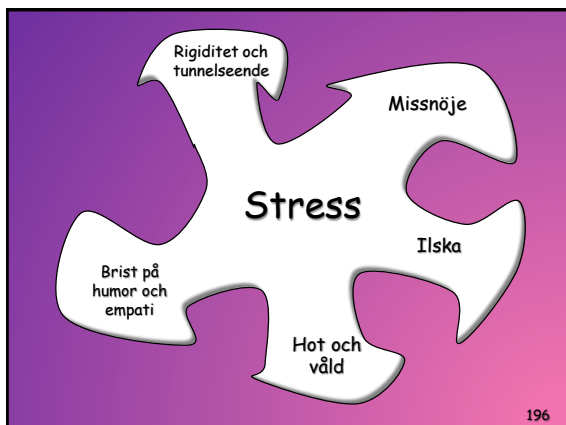 Rigiditet och
tunnelseende
Missnöje
Stress
Ilska
Brist på
humor och
empati
Hot och
våld
196